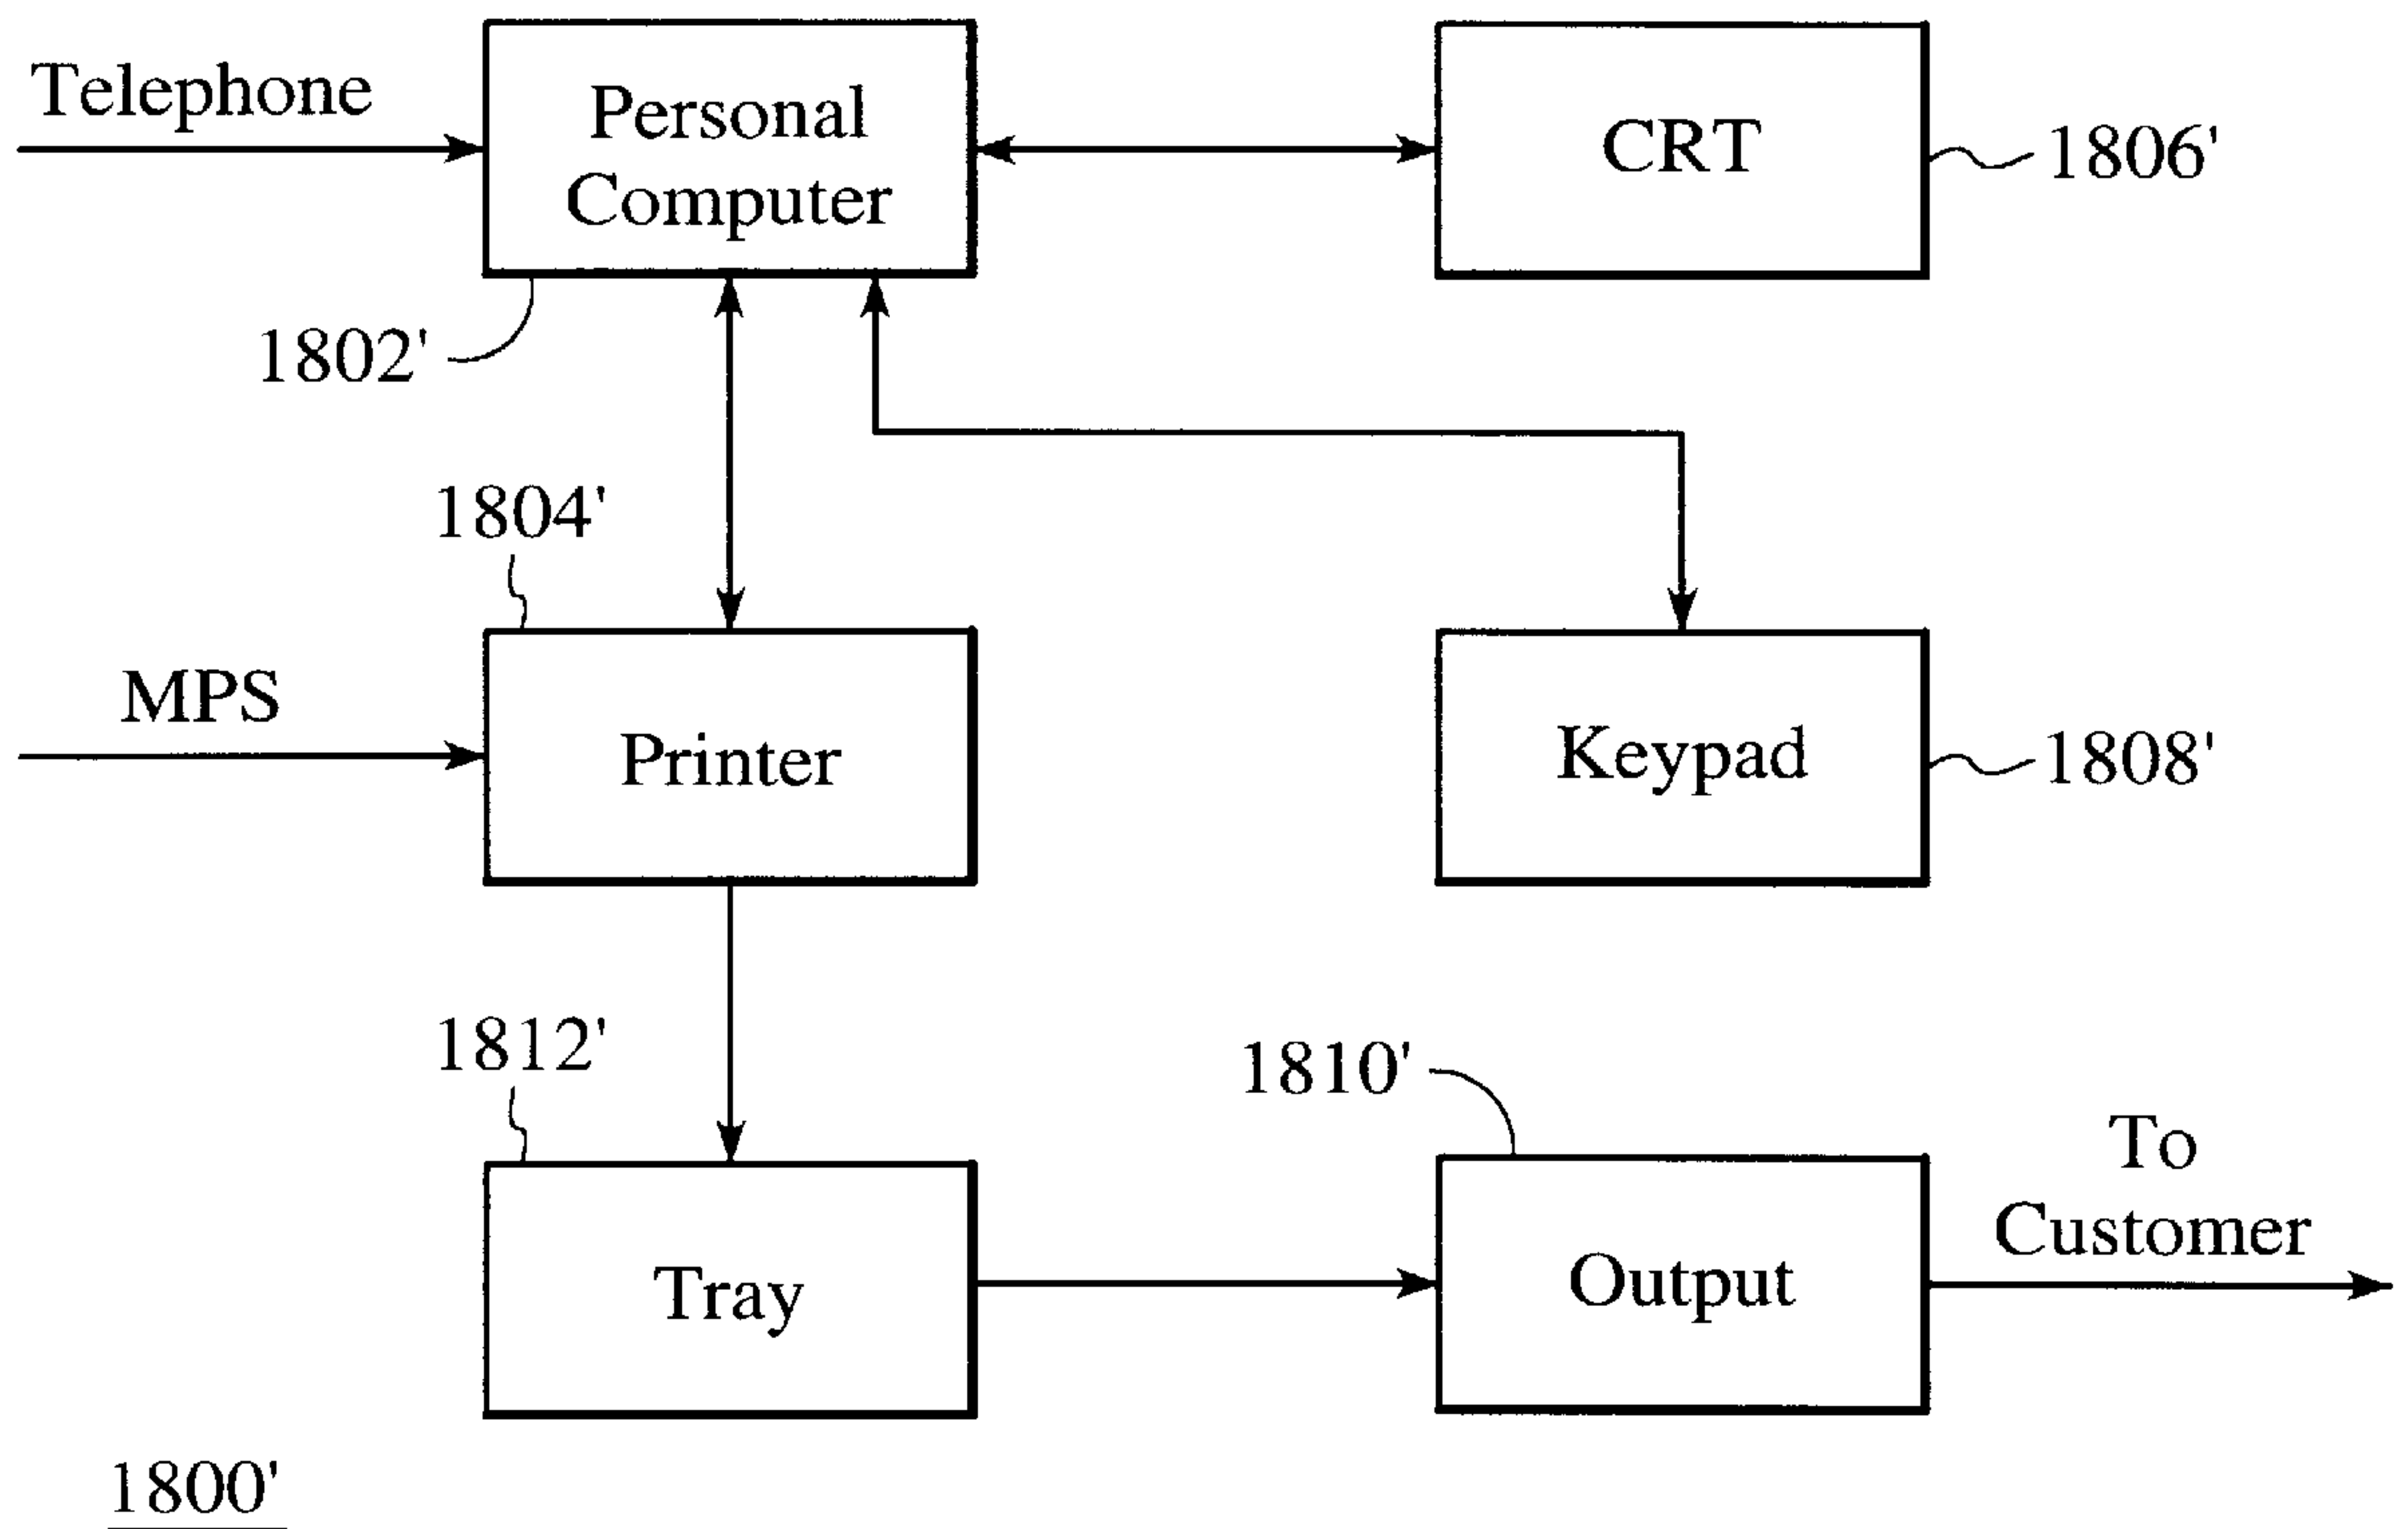 Telephone
Personal
Computer
CRT
1806'
1802'
1804'
MPS
Printer
Keypad
1808'
1812'
1810'
Tray
Output
To
Customer
1800'